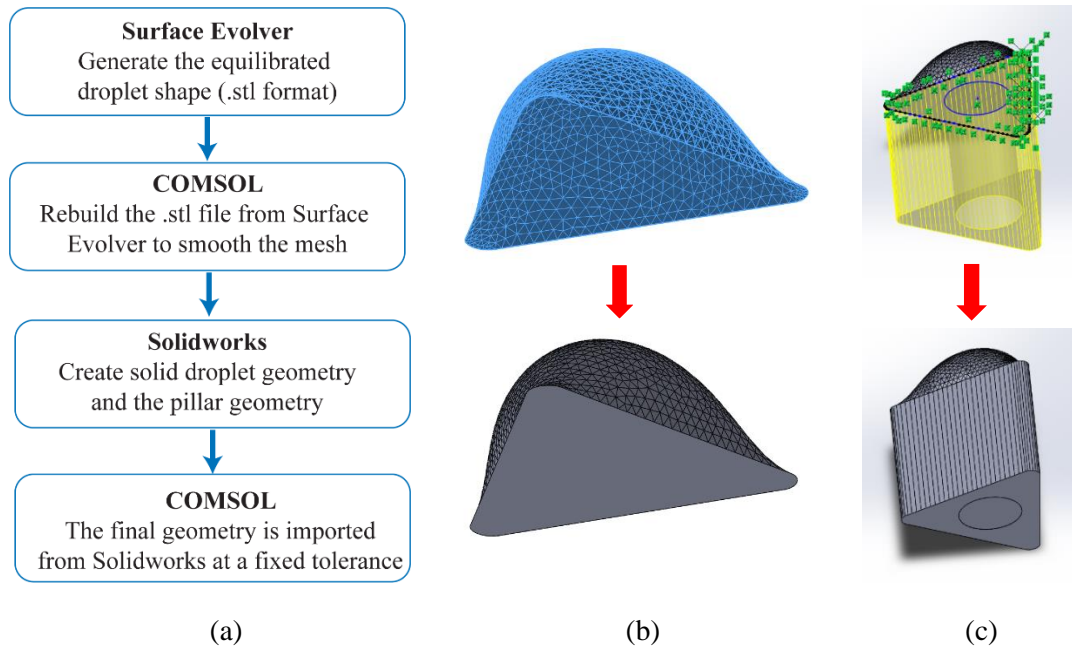 Surface Evolver
Generate the equilibrated
droplet shape (.stl format)
COMSOL
Rebuild the .stl file from Surface
Evolver to smooth the mesh
Solidworks
Create solid droplet geometry
and the pillar geometry
COMSOL
The final geometry is imported
from Solidworks at a fixed tolerance
(a)
(b)
(c)